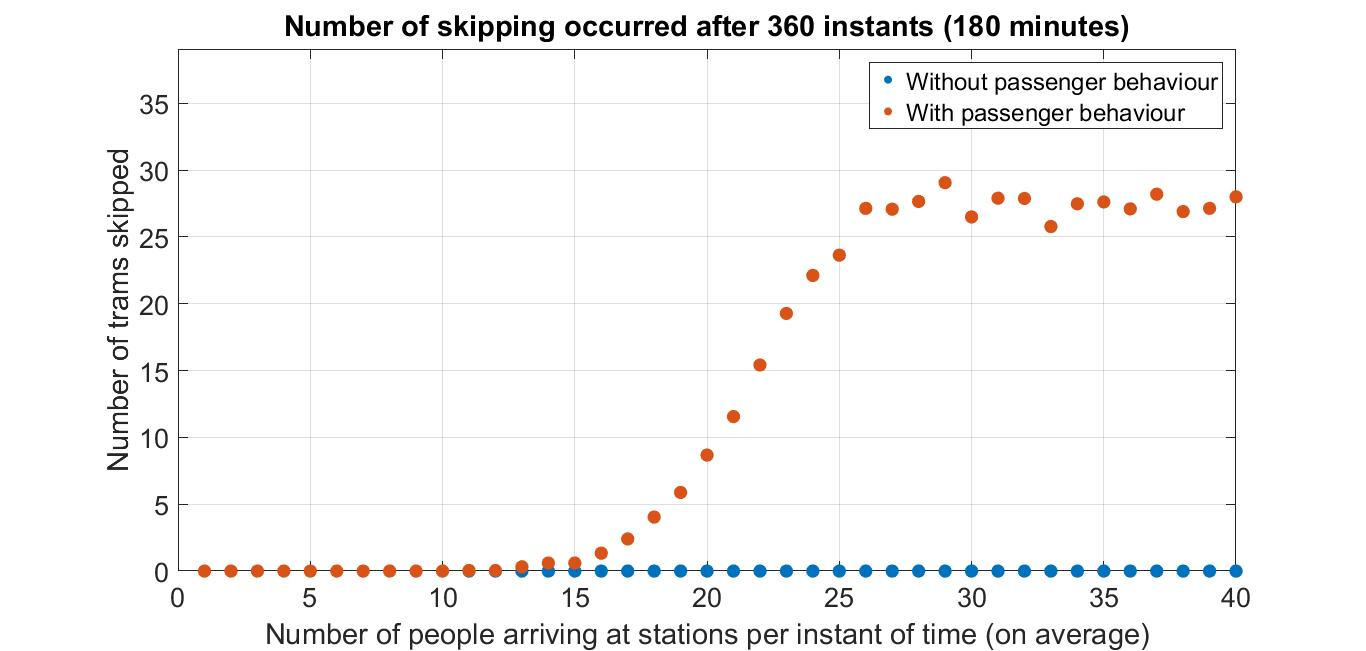 Number of skipping occurred after 360 instants (180 minutes)
Without passenger behaviour
With passenger behaviour
Number of trams skipped
35
30
25
20
15
10
5
0
0 5 10 15 20 25 30 35 40
Number of people arriving at stations per instant of time (on average)